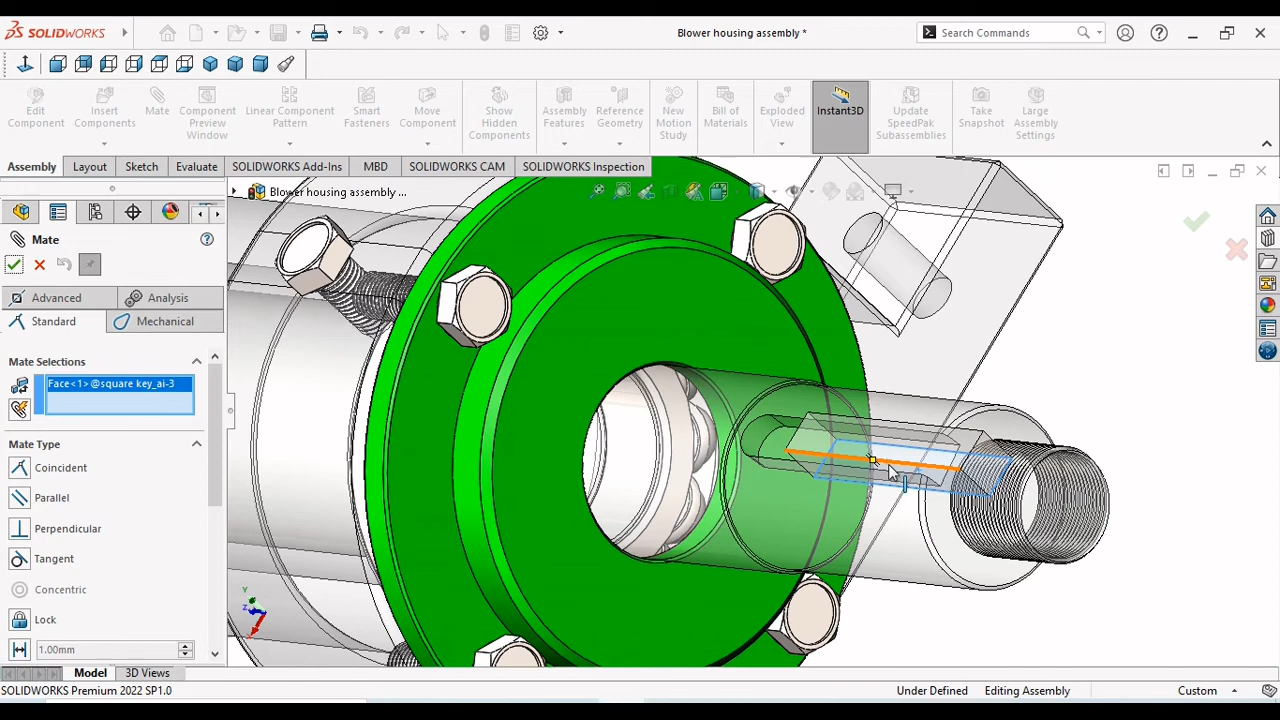 SOLIDWORKS
Blower housing assembly *
Search Commands
Edit Component
Insert Components
Mate
Component Preview Window
Linear Component Pattern
Smart Fasteners
Move Component
Show Hidden Components
Assembly Features
Reference Geometry
New Motion Study
Bill of Materials
Exploded View
Instant3D
Update SpeedPak Subassemblies
Take Snapshot
Large Assembly Settings
Assembly
Layout
Sketch
Evaluate
SOLIDWORKS Add-Ins
MBD
SOLIDWORKS CAM
SOLIDWORKS Inspection
Blower housing assembly ...
Mate
Advanced
Analysis
Standard
Mechanical
Mate Selections
Face<1>@square key_ai-3
Mate Type
Coincident
Parallel
Perpendicular
Tangent
Concentric
Lock
1.00mm
Y
Z
Model
3D Views
SOLIDWORKS Premium 2022 SP1.0
Under Defined
Editing Assembly
Custom